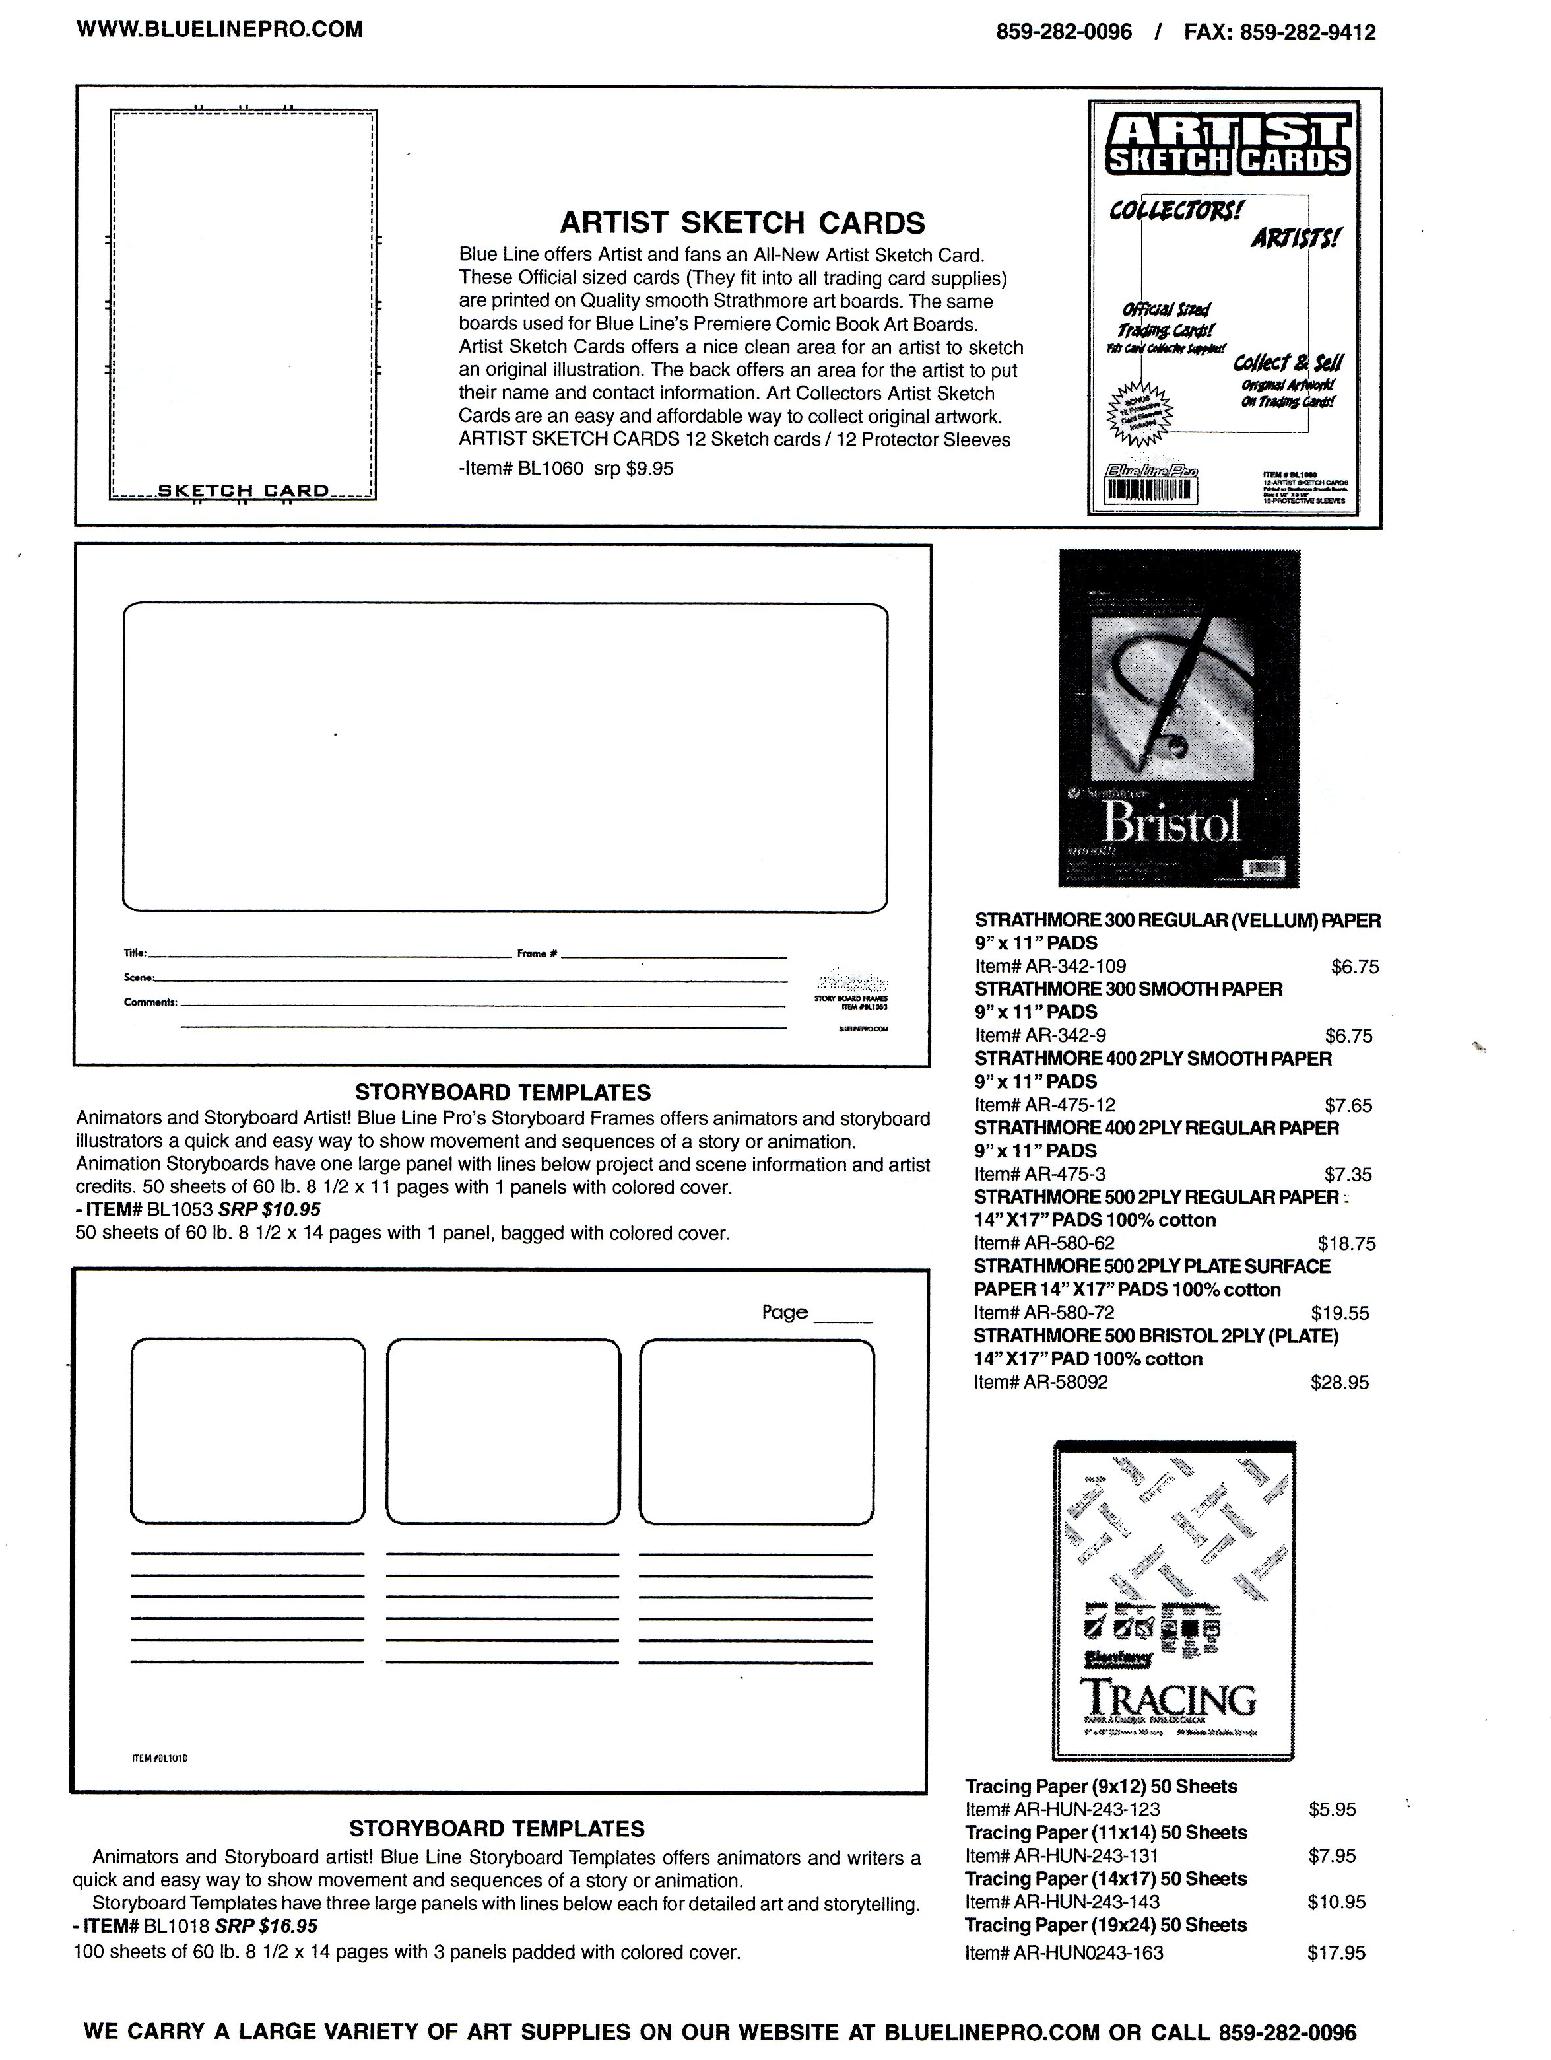 WWW.BLUELINEPRO.COM
859-282-0096 / FAX: 859-282-9412
SKETCH CARD
ARTIST SKETCH CARDS
Blue Line offers Artist and fans an All-New Artist Sketch Card.
These Official sized cards (They fit into all trading card supplies)
are printed on Quality smooth Strathmore art boards. The same
boards used for Blue Line's Premiere Comic Book Art Boards.
Artist Sketch Cards offers a nice clean area for an artist to sketch
an original illustration. The back offers an area for the artist to put
their name and contact information. Art Collectors Artist Sketch
Cards are an easy and affordable way to collect original artwork.
ARTIST SKETCH CARDS 12 Sketch cards / 12 Protector Sleeves
-Item# BL1060 srp $9.95
ARTIST
SKETCH CARDS
COLLECTORS!
ARTISTS!
Official Sized
Trading Cards!
Fits Card Collector Supplies!
Collect & Sell
Original Artwork!
On Trading Cards!
Blue Line Pro
ITEM # BL1060
12-ARTIST SKETCH CARDS
12-PROTECTIVE SLEEVES
Title:
Frame #
Scene:
Comments:
STORY BOARD FRAMES
ITEM #BL1053
BLUELINEPRO.COM
STORYBOARD TEMPLATES
Animators and Storyboard Artist! Blue Line Pro's Storyboard Frames offers animators and storyboard
illustrators a quick and easy way to show movement and sequences of a story or animation.
Animation Storyboards have one large panel with lines below project and scene information and artist
credits. 50 sheets of 60 lb. 8 1/2 x 11 pages with 1 panels with colored cover.
- ITEM# BL1053 SRP $10.95
50 sheets of 60 lb. 8 1/2 x 14 pages with 1 panel, bagged with colored cover.
Page
ITEM #BL1018
STORYBOARD TEMPLATES
Animators and Storyboard artist! Blue Line Storyboard Templates offers animators and writers a
quick and easy way to show movement and sequences of a story or animation.
Storyboard Templates have three large panels with lines below each for detailed art and storytelling.
- ITEM# BL1018 SRP $16.95
100 sheets of 60 lb. 8 1/2 x 14 pages with 3 panels padded with colored cover.
Strathmore
Bristol
smooth
STRATHMORE 300 REGULAR (VELLUM) PAPER
9" x 11" PADS
Item# AR-342-109 $6.75
STRATHMORE 300 SMOOTH PAPER
9" x 11" PADS
Item# AR-342-9 $6.75
STRATHMORE 400 2PLY SMOOTH PAPER
9" x 11" PADS
Item# AR-475-12 $7.65
STRATHMORE 400 2PLY REGULAR PAPER
9" x 11" PADS
Item# AR-475-3 $7.35
STRATHMORE 500 2PLY REGULAR PAPER
14" X17" PADS 100% cotton
Item# AR-580-62 $18.75
STRATHMORE 500 2PLY PLATE SURFACE
PAPER 14" X17" PADS 100% cotton
Item# AR-580-72 $19.55
STRATHMORE 500 BRISTOL 2PLY (PLATE)
14" X17" PAD 100% cotton
Item# AR-58092 $28.95
Bienfang
TRACING
Tracing Paper (9x12) 50 Sheets
Item# AR-HUN-243-123 $5.95
Tracing Paper (11x14) 50 Sheets
Item# AR-HUN-243-131 $7.95
Tracing Paper (14x17) 50 Sheets
Item# AR-HUN-243-143 $10.95
Tracing Paper (19x24) 50 Sheets
Item# AR-HUN0243-163 $17.95
WE CARRY A LARGE VARIETY OF ART SUPPLIES ON OUR WEBSITE AT BLUELINEPRO.COM OR CALL 859-282-0096